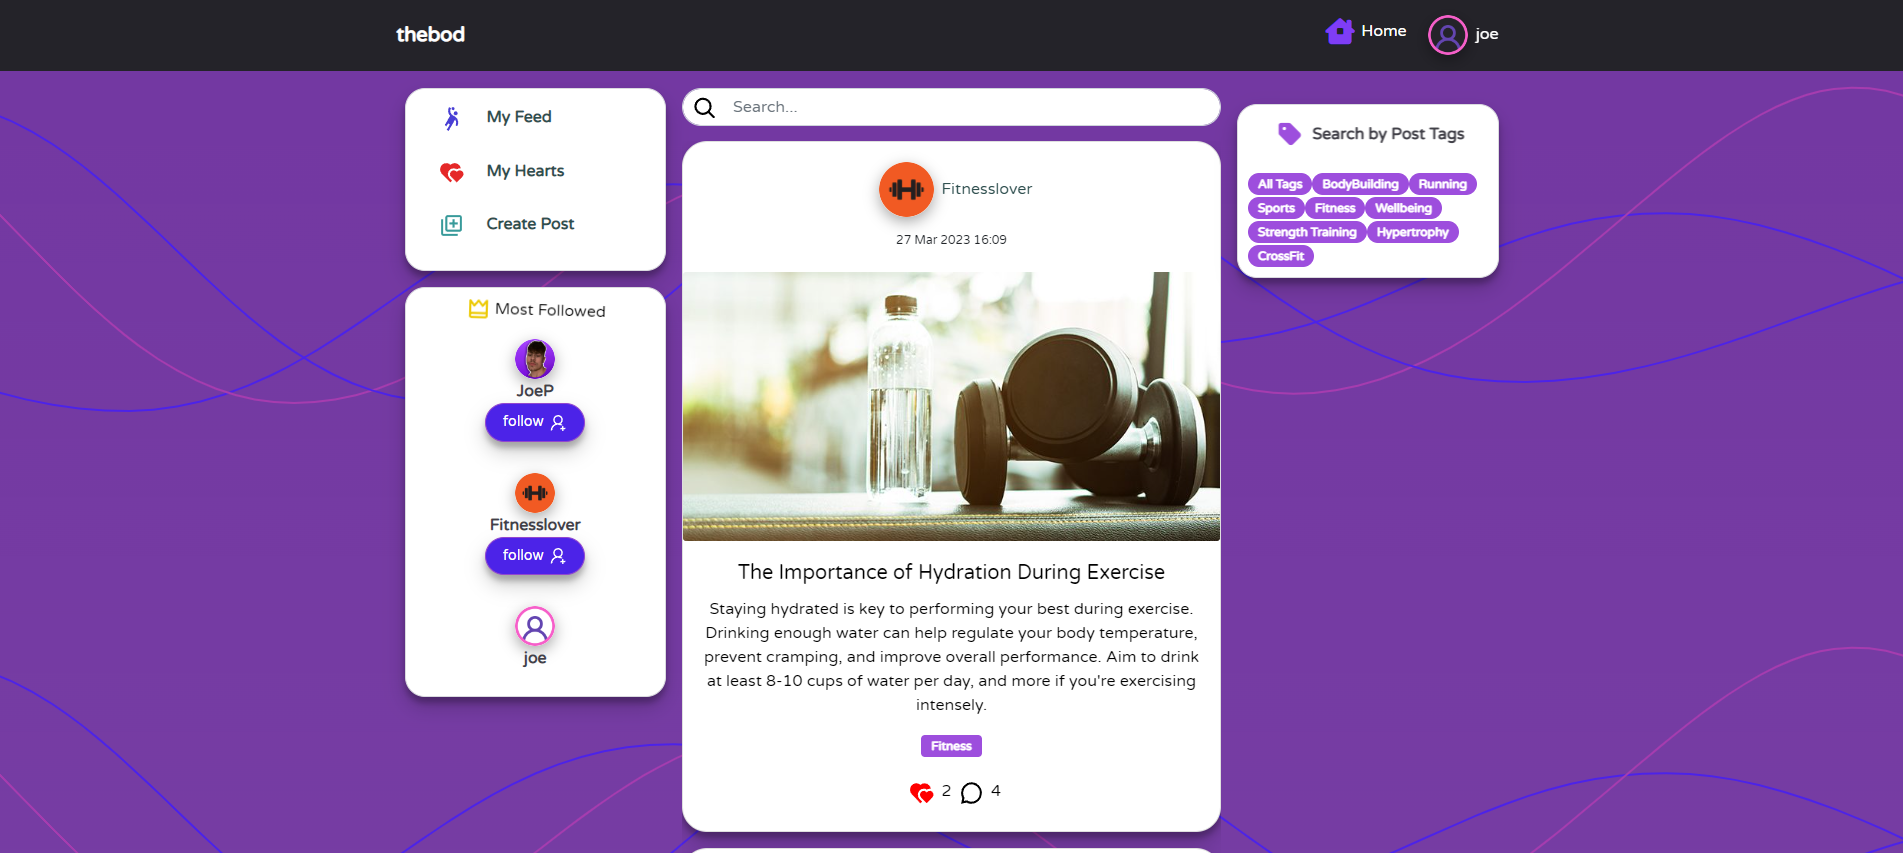 thebod
Home
joe
My Feed
My Hearts
Create Post
Most Followed
JoeP
follow
Fitnesslover
follow
joe
Search...
Fitnesslover
27 Mar 2023 16:09
The Importance of Hydration During Exercise
Staying hydrated is key to performing your best during exercise.
Drinking enough water can help regulate your body temperature,
prevent cramping, and improve overall performance. Aim to drink
at least 8-10 cups of water per day, and more if you're exercising
intensely.
Fitness
2 4
Search by Post Tags
All Tags BodyBuilding Running
Sports Fitness Wellbeing
Strength Training Hypertrophy
CrossFit